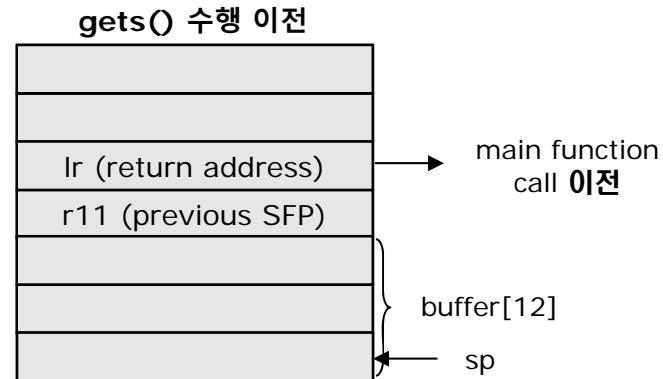 gets() 수행 이전
lr (return address)
main function
call 이전
r11 (previous SFP)
buffer[12]
sp